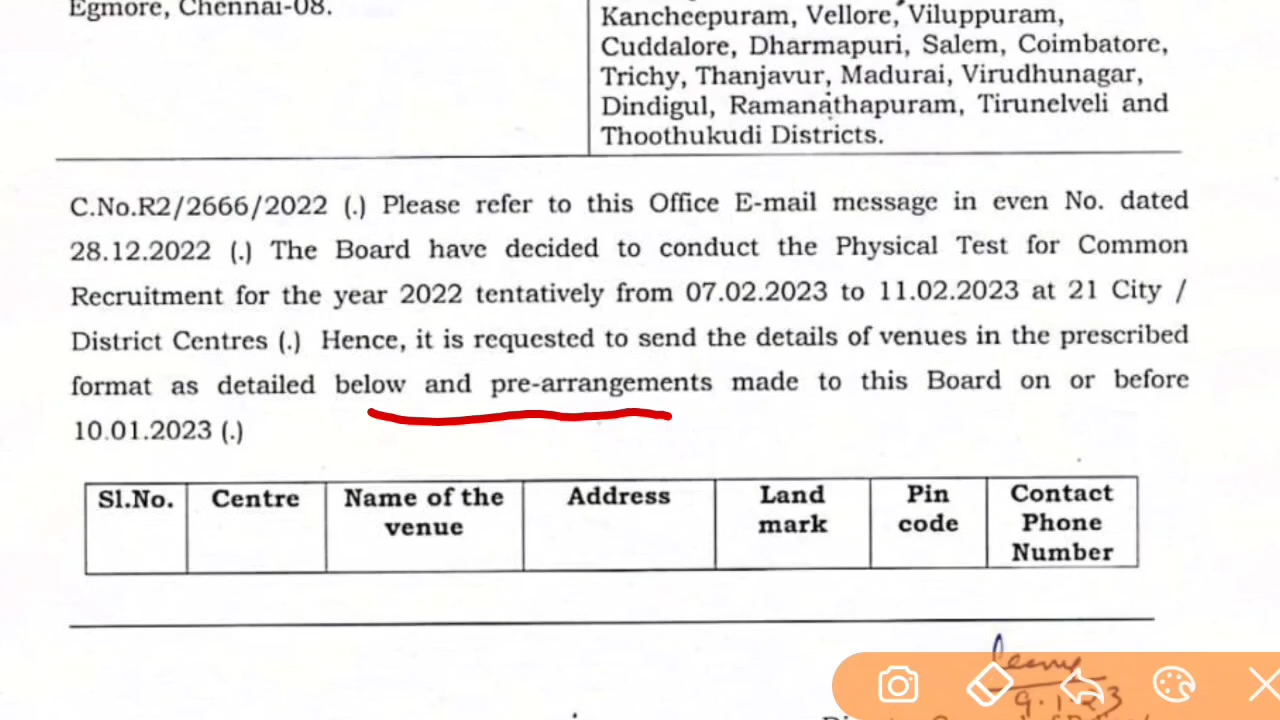 Egmore, Chennai-08.
Kancheepuram, Vellore, Viluppuram,
Cuddalore, Dharmapuri, Salem, Coimbatore,
Trichy, Thanjavur, Madurai, Virudhunagar,
Dindigul, Ramanathapuram, Tirunelveli and
Thoothukudi Districts.
C.No.R2/2666/2022 (.) Please refer to this Office E-mail message in even No. dated
28.12.2022 (.) The Board have decided to conduct the Physical Test for Common
Recruitment for the year 2022 tentatively from 07.02.2023 to 11.02.2023 at 21 City /
District Centres (.) Hence, it is requested to send the details of venues in the prescribed
format as detailed below and pre-arrangements made to this Board on or before
10.01.2023 (.)
Sl.No.
Centre
Name of the
venue
Address
Land
mark
Pin
code
Contact
Phone
Number
9.1.23